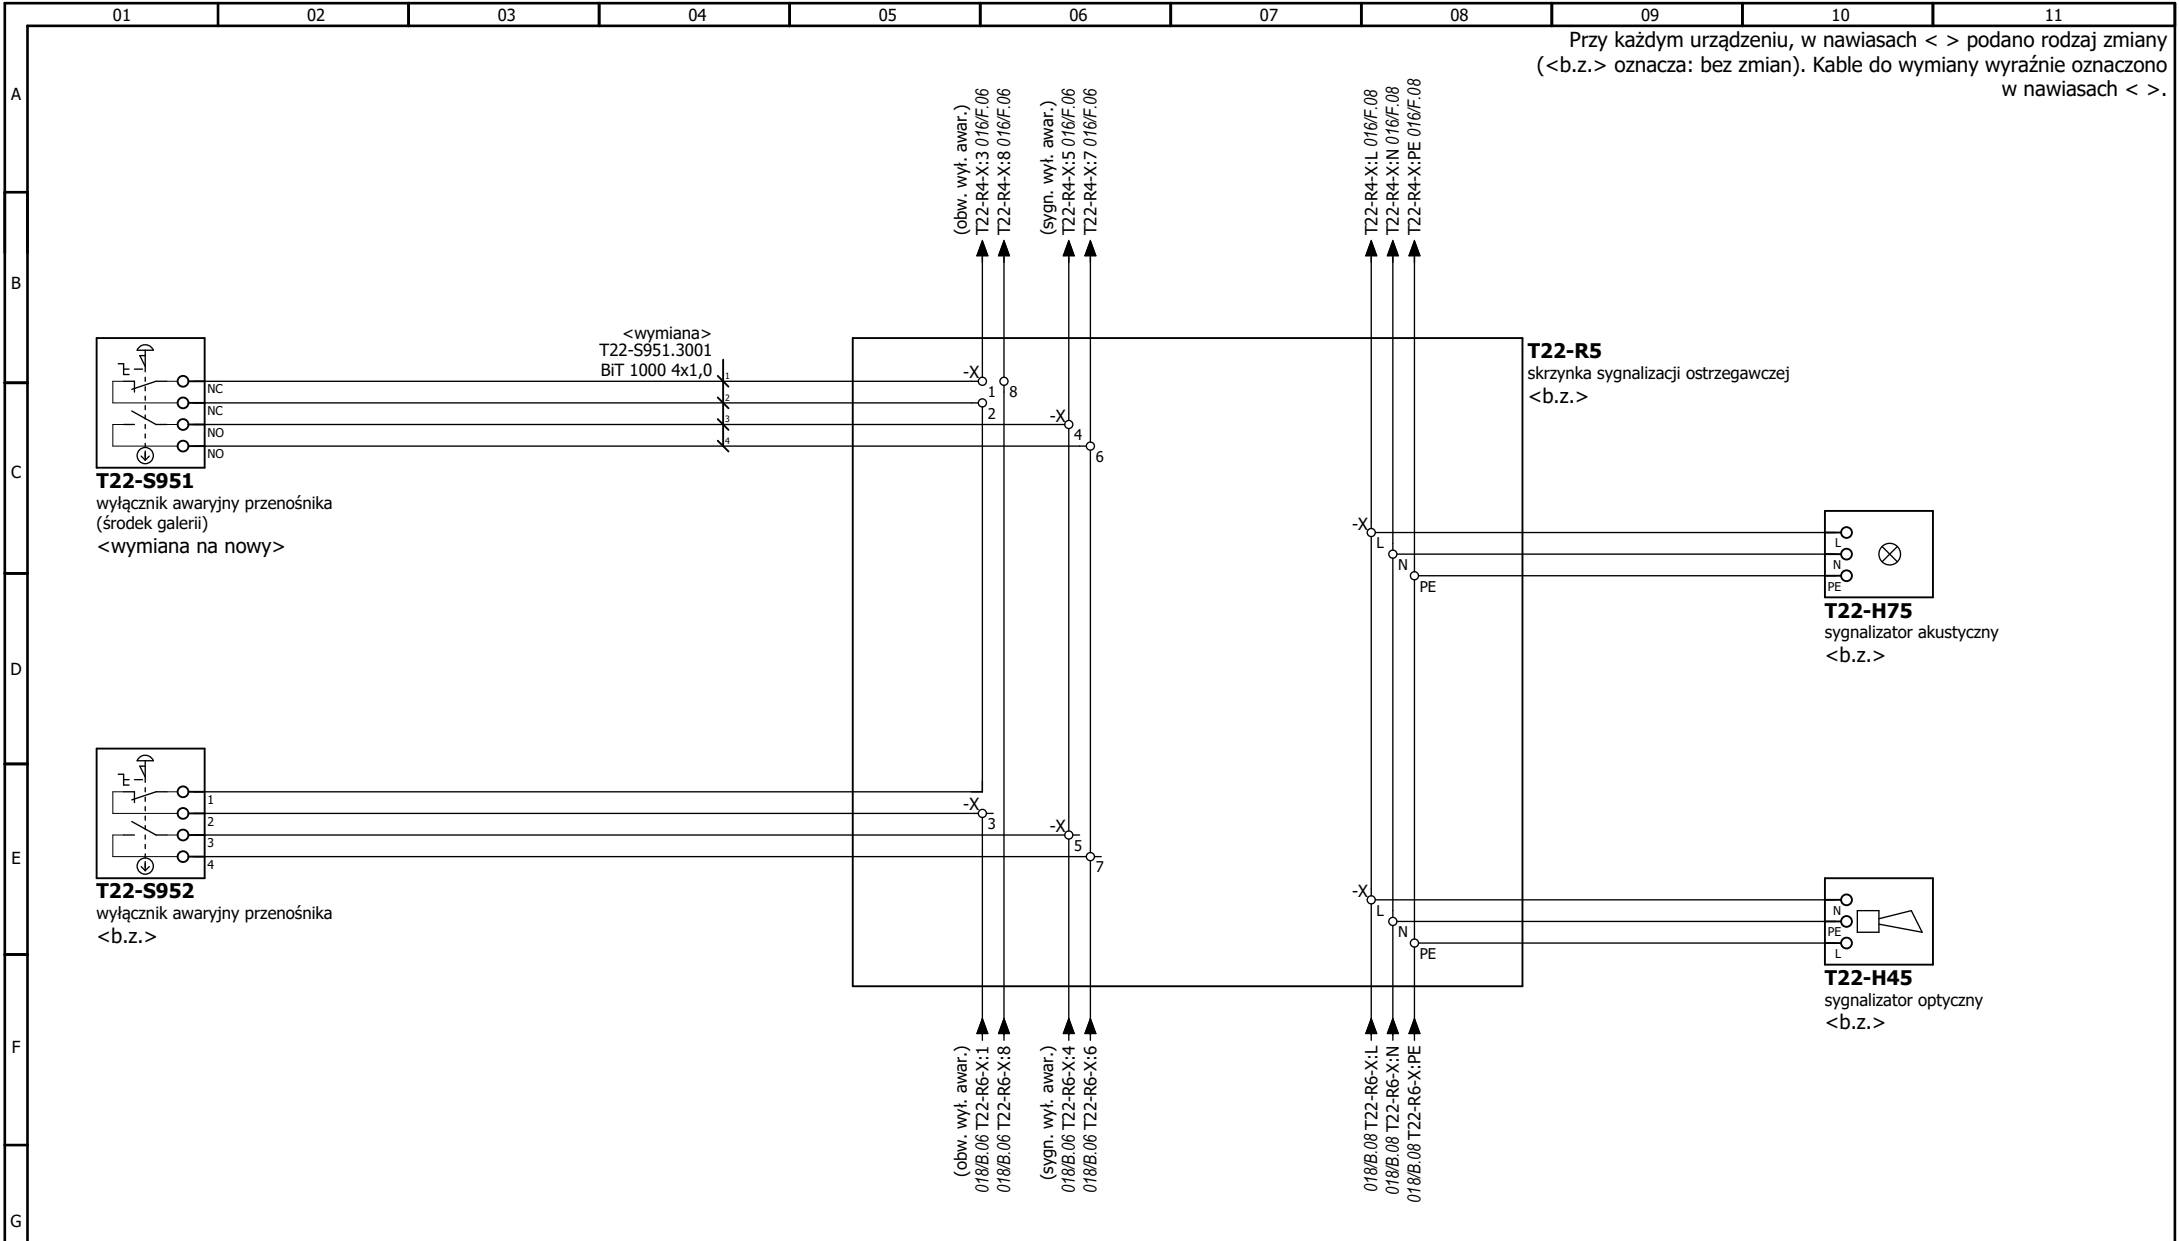 01 02 03 04 05 06 07 08 09 10 11
Przy każdym urządzeniu, w nawiasach < > podano rodzaj zmiany
(<b.z.> oznacza: bez zmian). Kable do wymiany wyraźnie oznaczono
w nawiasach < >.
A
B
C
D
E
F
G
(obw. wył. awar.)
T22-R4-X:3 016/F.06
T22-R4-X:8 016/F.06
(sygn. wył. awar.)
T22-R4-X:5 016/F.06
T22-R4-X:7 016/F.06
T22-R4-X:L 016/F.08
T22-R4-X:N 016/F.08
T22-R4-X:PE 016/F.08
<wymiana>
T22-S951.3001
BiT 1000 4x1,0
1
2
3
4
NC
NC
NO
NO
T22-S951
wyłącznik awaryjny przenośnika
(środek galerii)
<wymiana na nowy>
-X
1
8
2
-X
4
6
T22-R5
skrzynka sygnalizacji ostrzegawczej
<b.z.>
-X
L
N
PE
L
N
PE
T22-H75
sygnalizator akustyczny
<b.z.>
1
2
3
4
T22-S952
wyłącznik awaryjny przenośnika
<b.z.>
-X
3
-X
5
7
-X
L
N
PE
N
PE
L
T22-H45
sygnalizator optyczny
<b.z.>
(obw. wył. awar.)
018/B.06 T22-R6-X:1
018/B.06 T22-R6-X:8
(sygn. wył. awar.)
018/B.06 T22-R6-X:4
018/B.06 T22-R6-X:6
018/B.08 T22-R6-X:L
018/B.08 T22-R6-X:N
018/B.08 T22-R6-X:PE